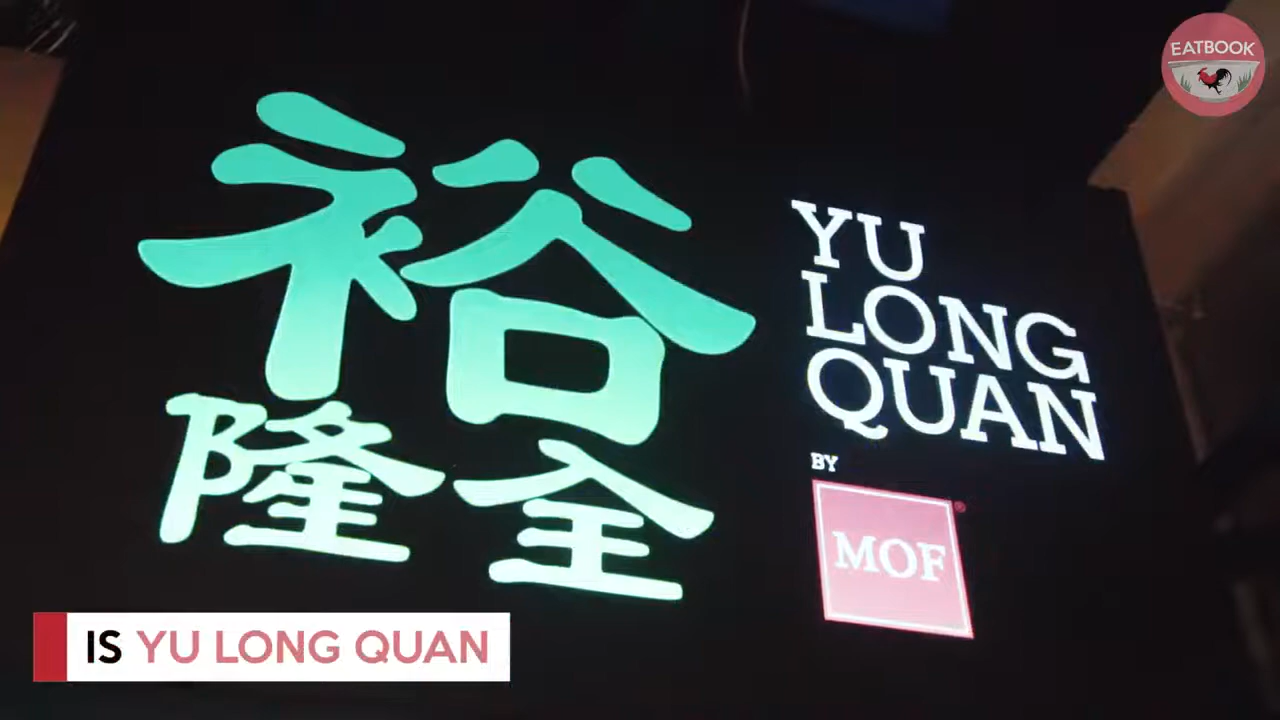 EATBOOK
裕
隆全
YU
LONG
QUAN
BY
MOF
®
IS YU LONG QUAN